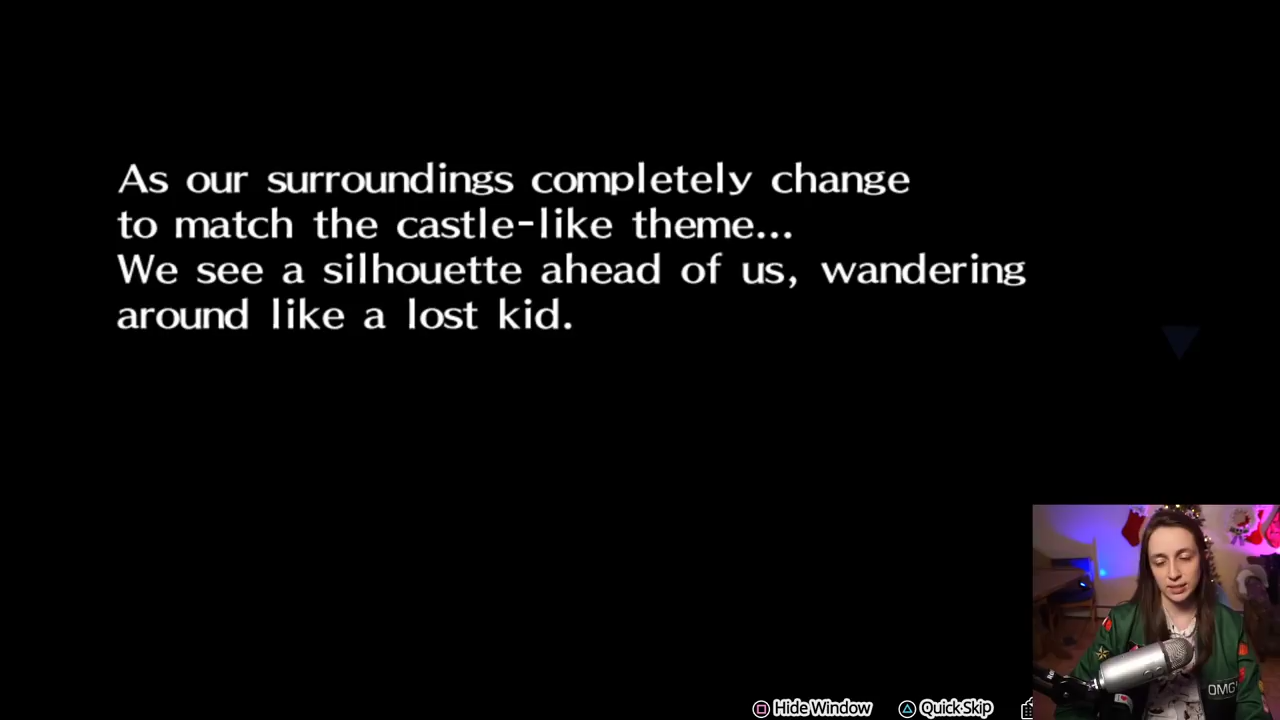 As our surroundings completely change
to match the castle-like theme...
We see a silhouette ahead of us, wandering
around like a lost kid.
Hide Window
Quick Skip
OMG!